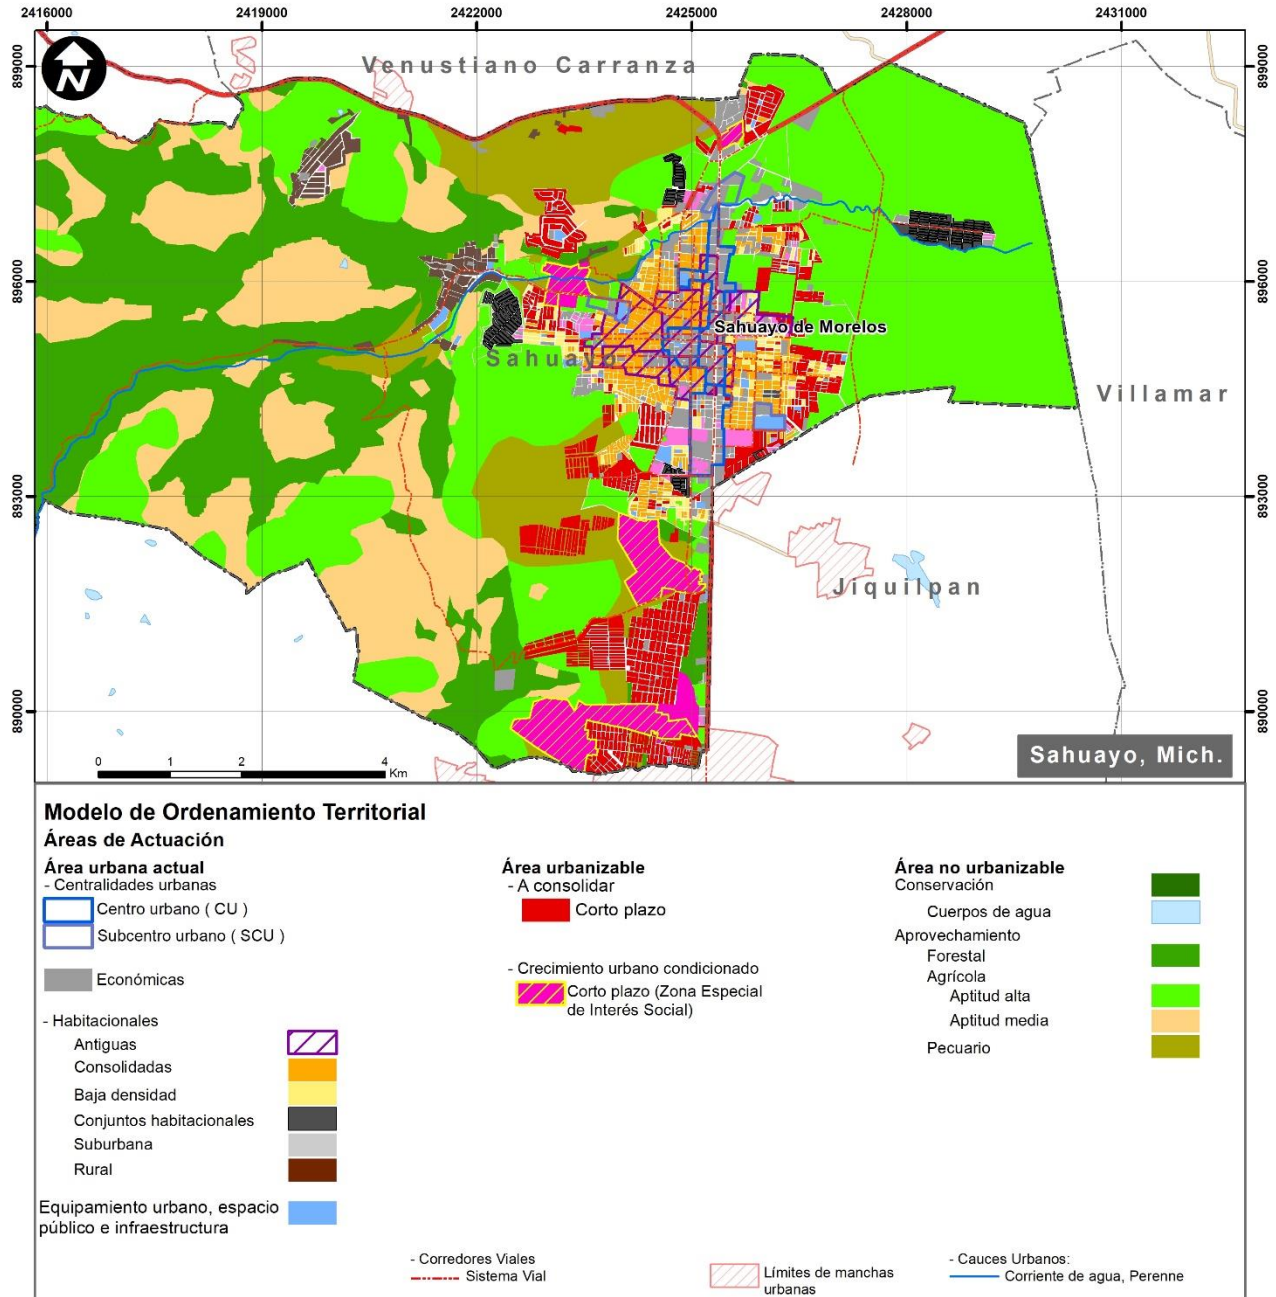 2416000 2419000 2422000 2425000 2428000 2431000
899000 899000
N
Venustiano Carranza
896000 896000
Sahuayo de Morelos
Sahuayo
Villamar
893000 893000
Jiquilpan
890000 890000
Sahuayo, Mich.
0 1 2 4
Km
Modelo de Ordenamiento Territorial
Áreas de Actuación
Área urbana actual
- Centralidades urbanas
Centro urbano ( CU )
Subcentro urbano ( SCU )
Económicas
- Habitacionales
Antiguas
Consolidadas
Baja densidad
Conjuntos habitacionales
Suburbana
Rural
Equipamiento urbano, espacio
público e infraestructura
Área urbanizable
- A consolidar
Corto plazo
- Crecimiento urbano condicionado
Corto plazo (Zona Especial
de Interés Social)
Área no urbanizable
Conservación
Cuerpos de agua
Aprovechamiento
Forestal
Agrícola
Aptitud alta
Aptitud media
Pecuario
- Corredores Viales
Sistema Vial
Límites de manchas
urbanas
- Cauces Urbanos:
Corriente de agua, Perenne